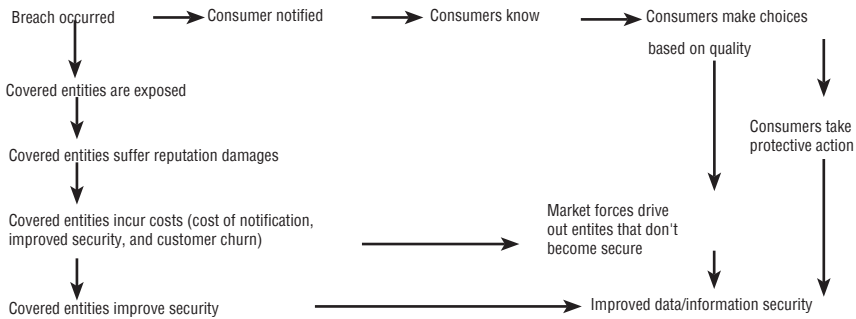 Breach occurred
Consumer notified
Consumers know
Consumers make choices
based on quality
Covered entities are exposed
Consumers take
protective action
Covered entities suffer reputation damages
Covered entities incur costs (cost of notification,
improved security, and customer churn)
Market forces drive
out entites that don't
become secure
Covered entities improve security
Improved data/information security